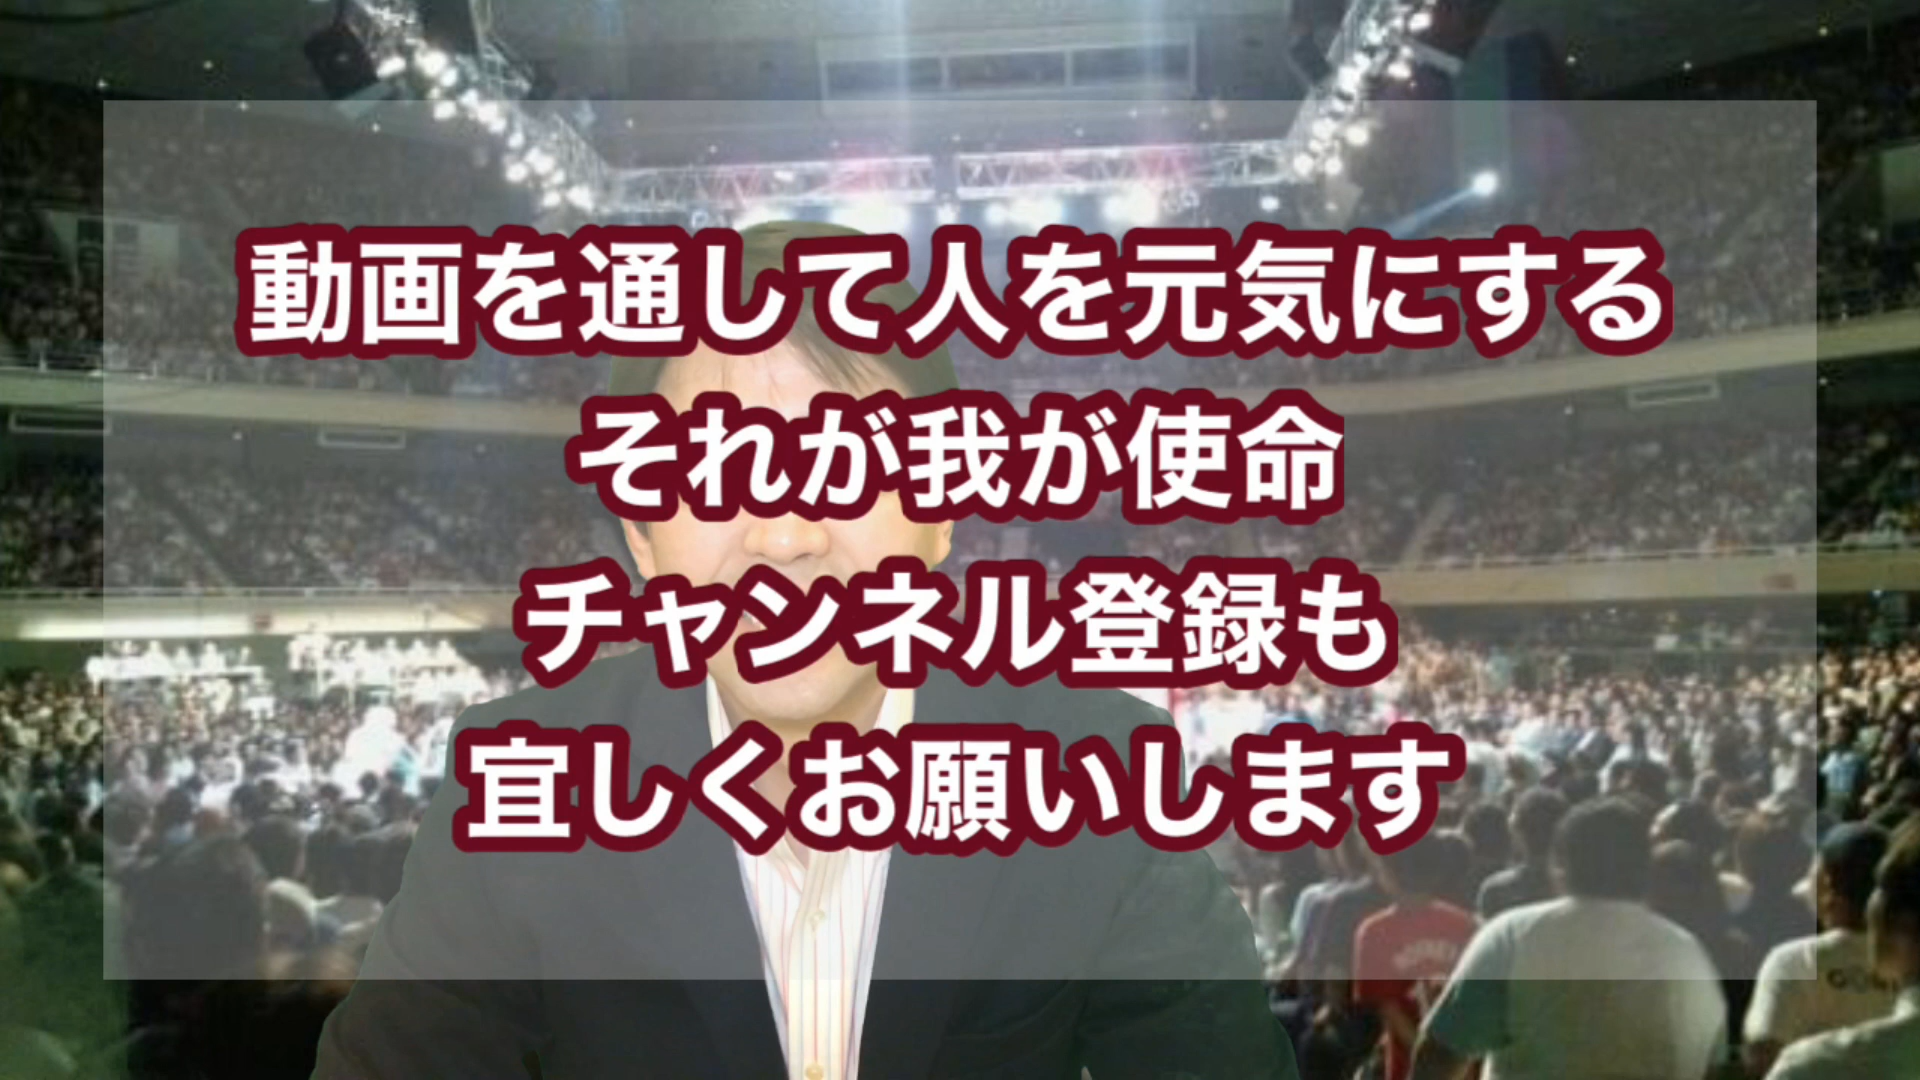 動画を通して人を元気にする
それが我が使命
チャンネル登録も
宜しくお願いします